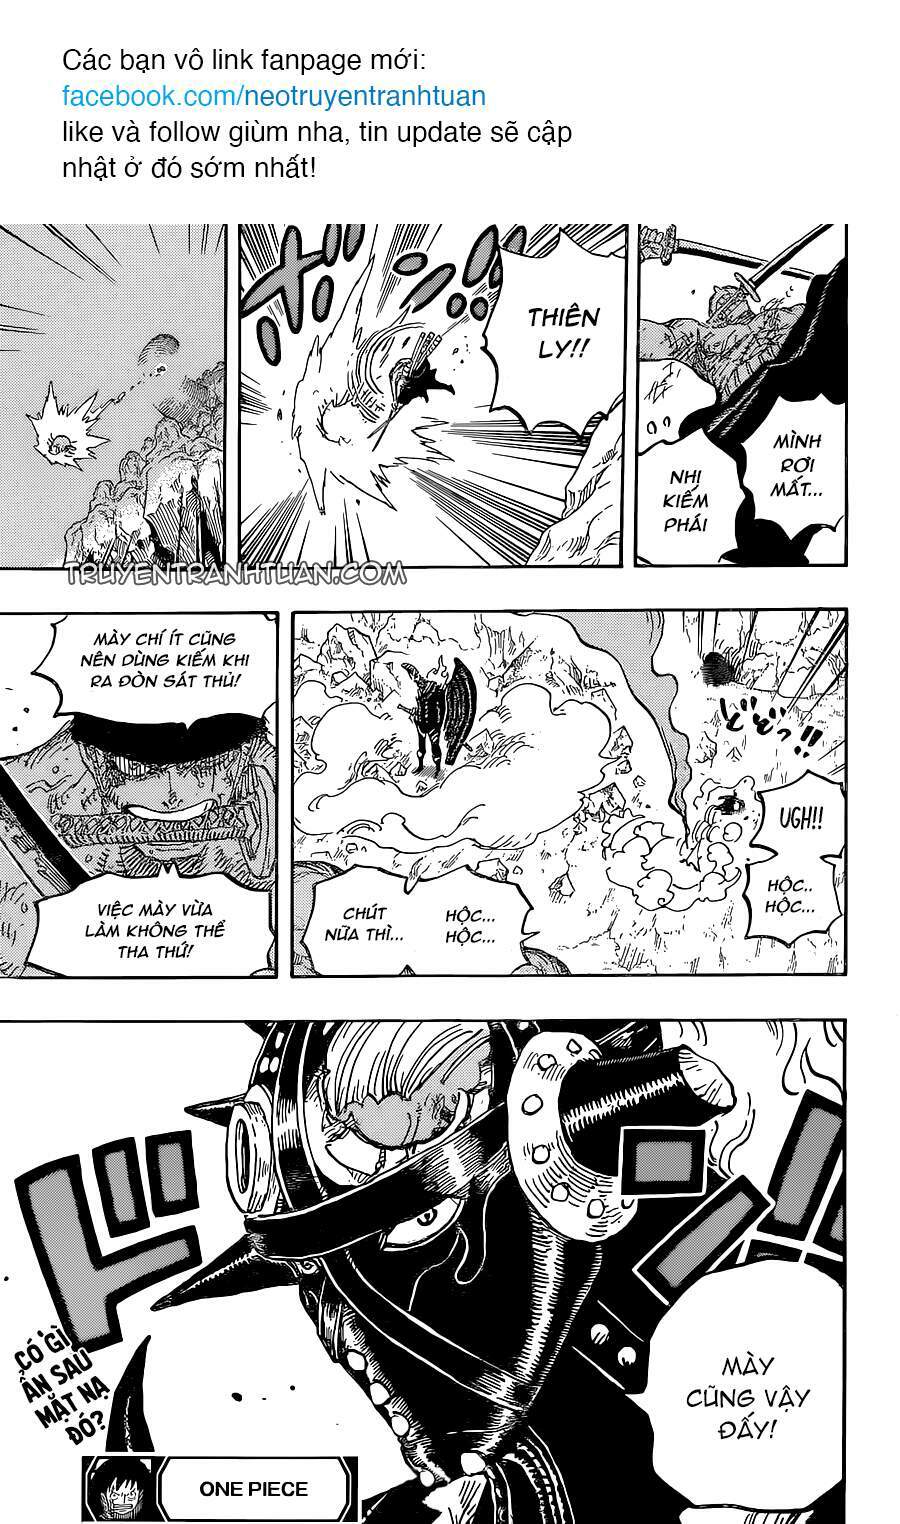 Các bạn vô link fanpage mới:
facebook.com/neotruyentranhtuan
like và follow giùm nha, tin update sẽ cập
nhật ở đó sớm nhất!
MÌNH
RƠI
MẤT...
NHỊ
KIẾM
PHÁI
THIÊN
LY!!
TRUYENTRANHTUAN.COM
UGH!!
HỘC..
HỘC...
HỘC...
HỘC...
CHÚT
NỮA THÌ...
MÀY CHÍ ÍT CŨNG
NÊN DÙNG KIẾM KHI
RA ĐÒN SÁT THỦ!
VIỆC MÀY VỪA
LÀM KHÔNG THỂ
THA THỨ!
MÀY
CŨNG VẬY
ĐẤY!
CÓ GÌ
ẨN SAU
MẶT NẠ
ĐÓ?
ONE PIECE